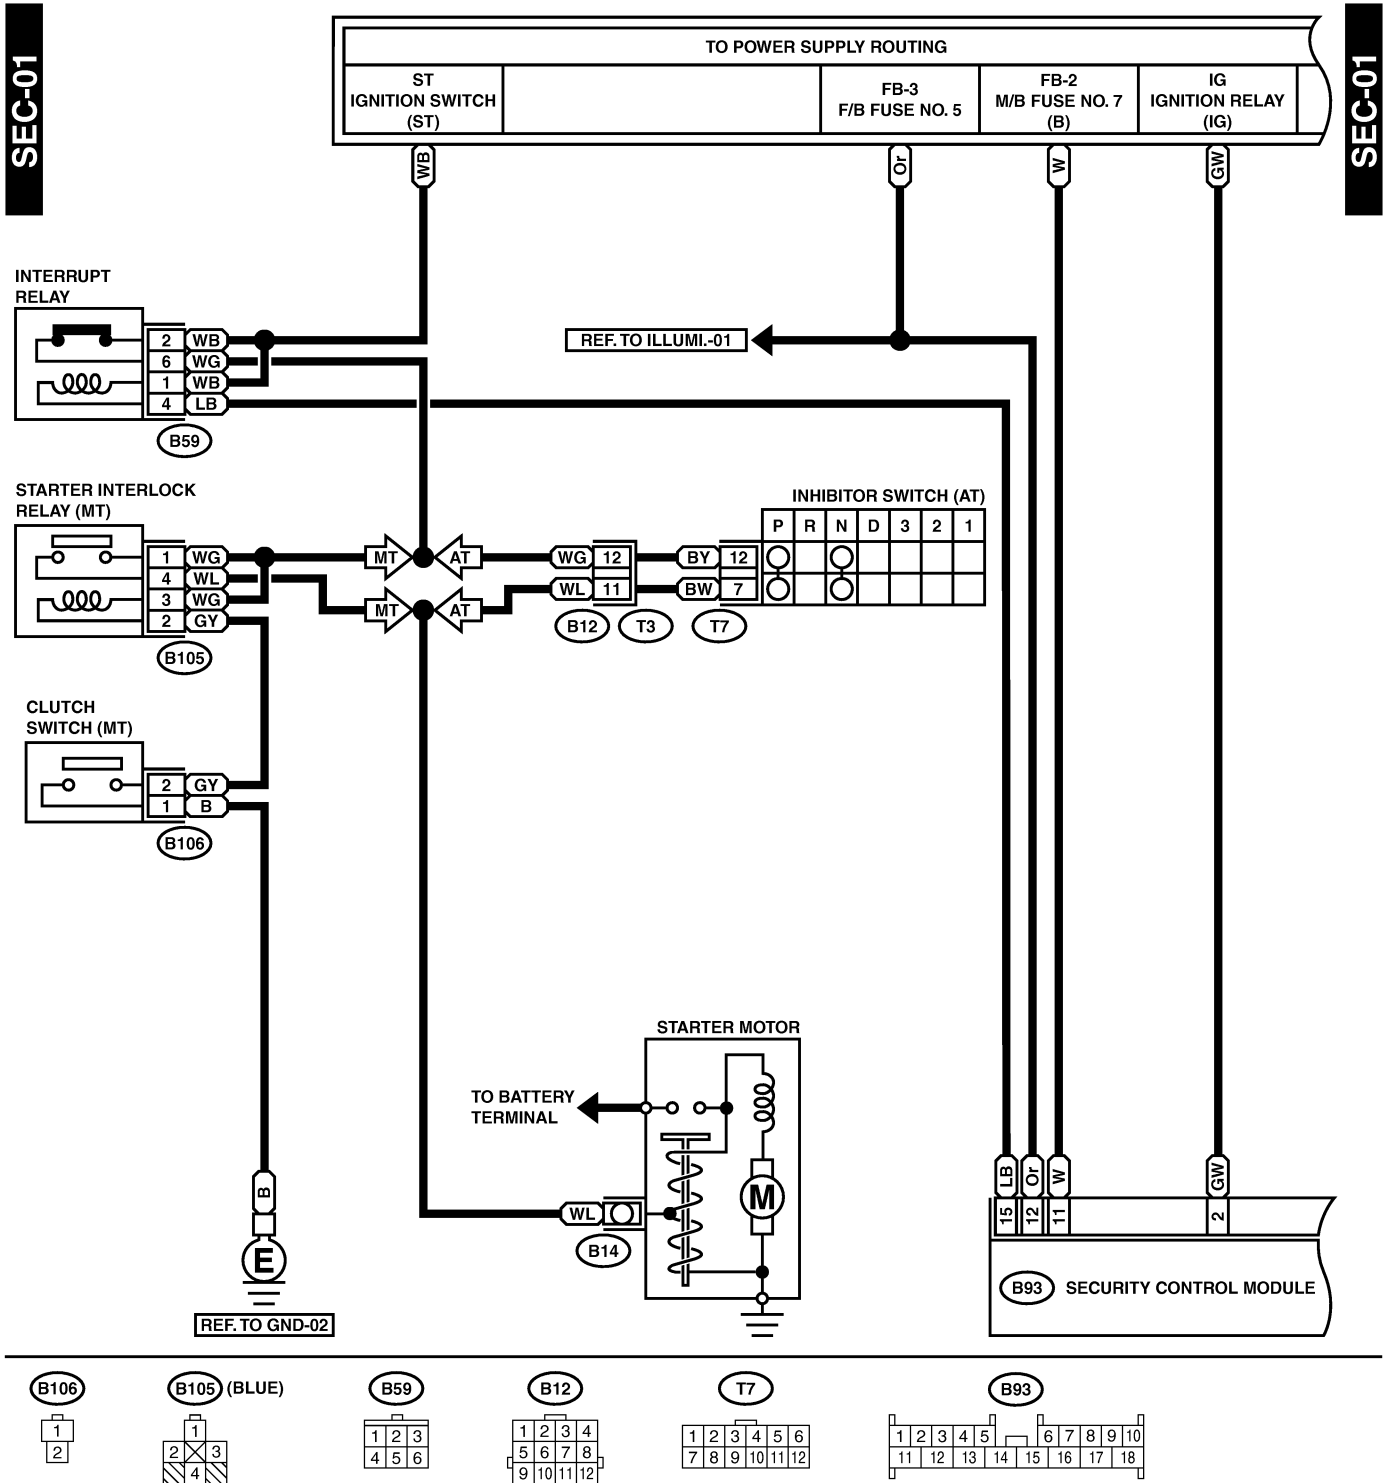 SEC-01
SEC-01
TO POWER SUPPLY ROUTING
ST
IGNITION SWITCH
(ST)
FB-3
F/B FUSE NO. 5
FB-2
M/B FUSE NO. 7
(B)
IG
IGNITION RELAY
(IG)
WB
Or
W
GW
INTERRUPT
RELAY
2 WB
6 WG
1 WB
4 LB
B59
REF. TO ILLUMI.-01
STARTER INTERLOCK
RELAY (MT)
1 WG
4 WL
3 WG
2 GY
B105
MT AT
MT AT
WG 12
WL 11
B12
T3
BY 12
BW 7
T7
INHIBITOR SWITCH (AT)
P R N D 3 2 1
CLUTCH
SWITCH (MT)
2 GY
1 B
B106
STARTER MOTOR
TO BATTERY
TERMINAL
M
WL
B14
B
E
REF. TO GND-02
LB Or W GW
15 12 11 2
B93 SECURITY CONTROL MODULE
B106
1
2
B105 (BLUE)
1
2 3
4
B59
1 2 3
4 5 6
B12
1 2 3 4
5 6 7 8
9 10 11 12
T7
1 2 3 4 5 6
7 8 9 10 11 12
B93
1 2 3 4 5 6 7 8 9 10
11 12 13 14 15 16 17 18